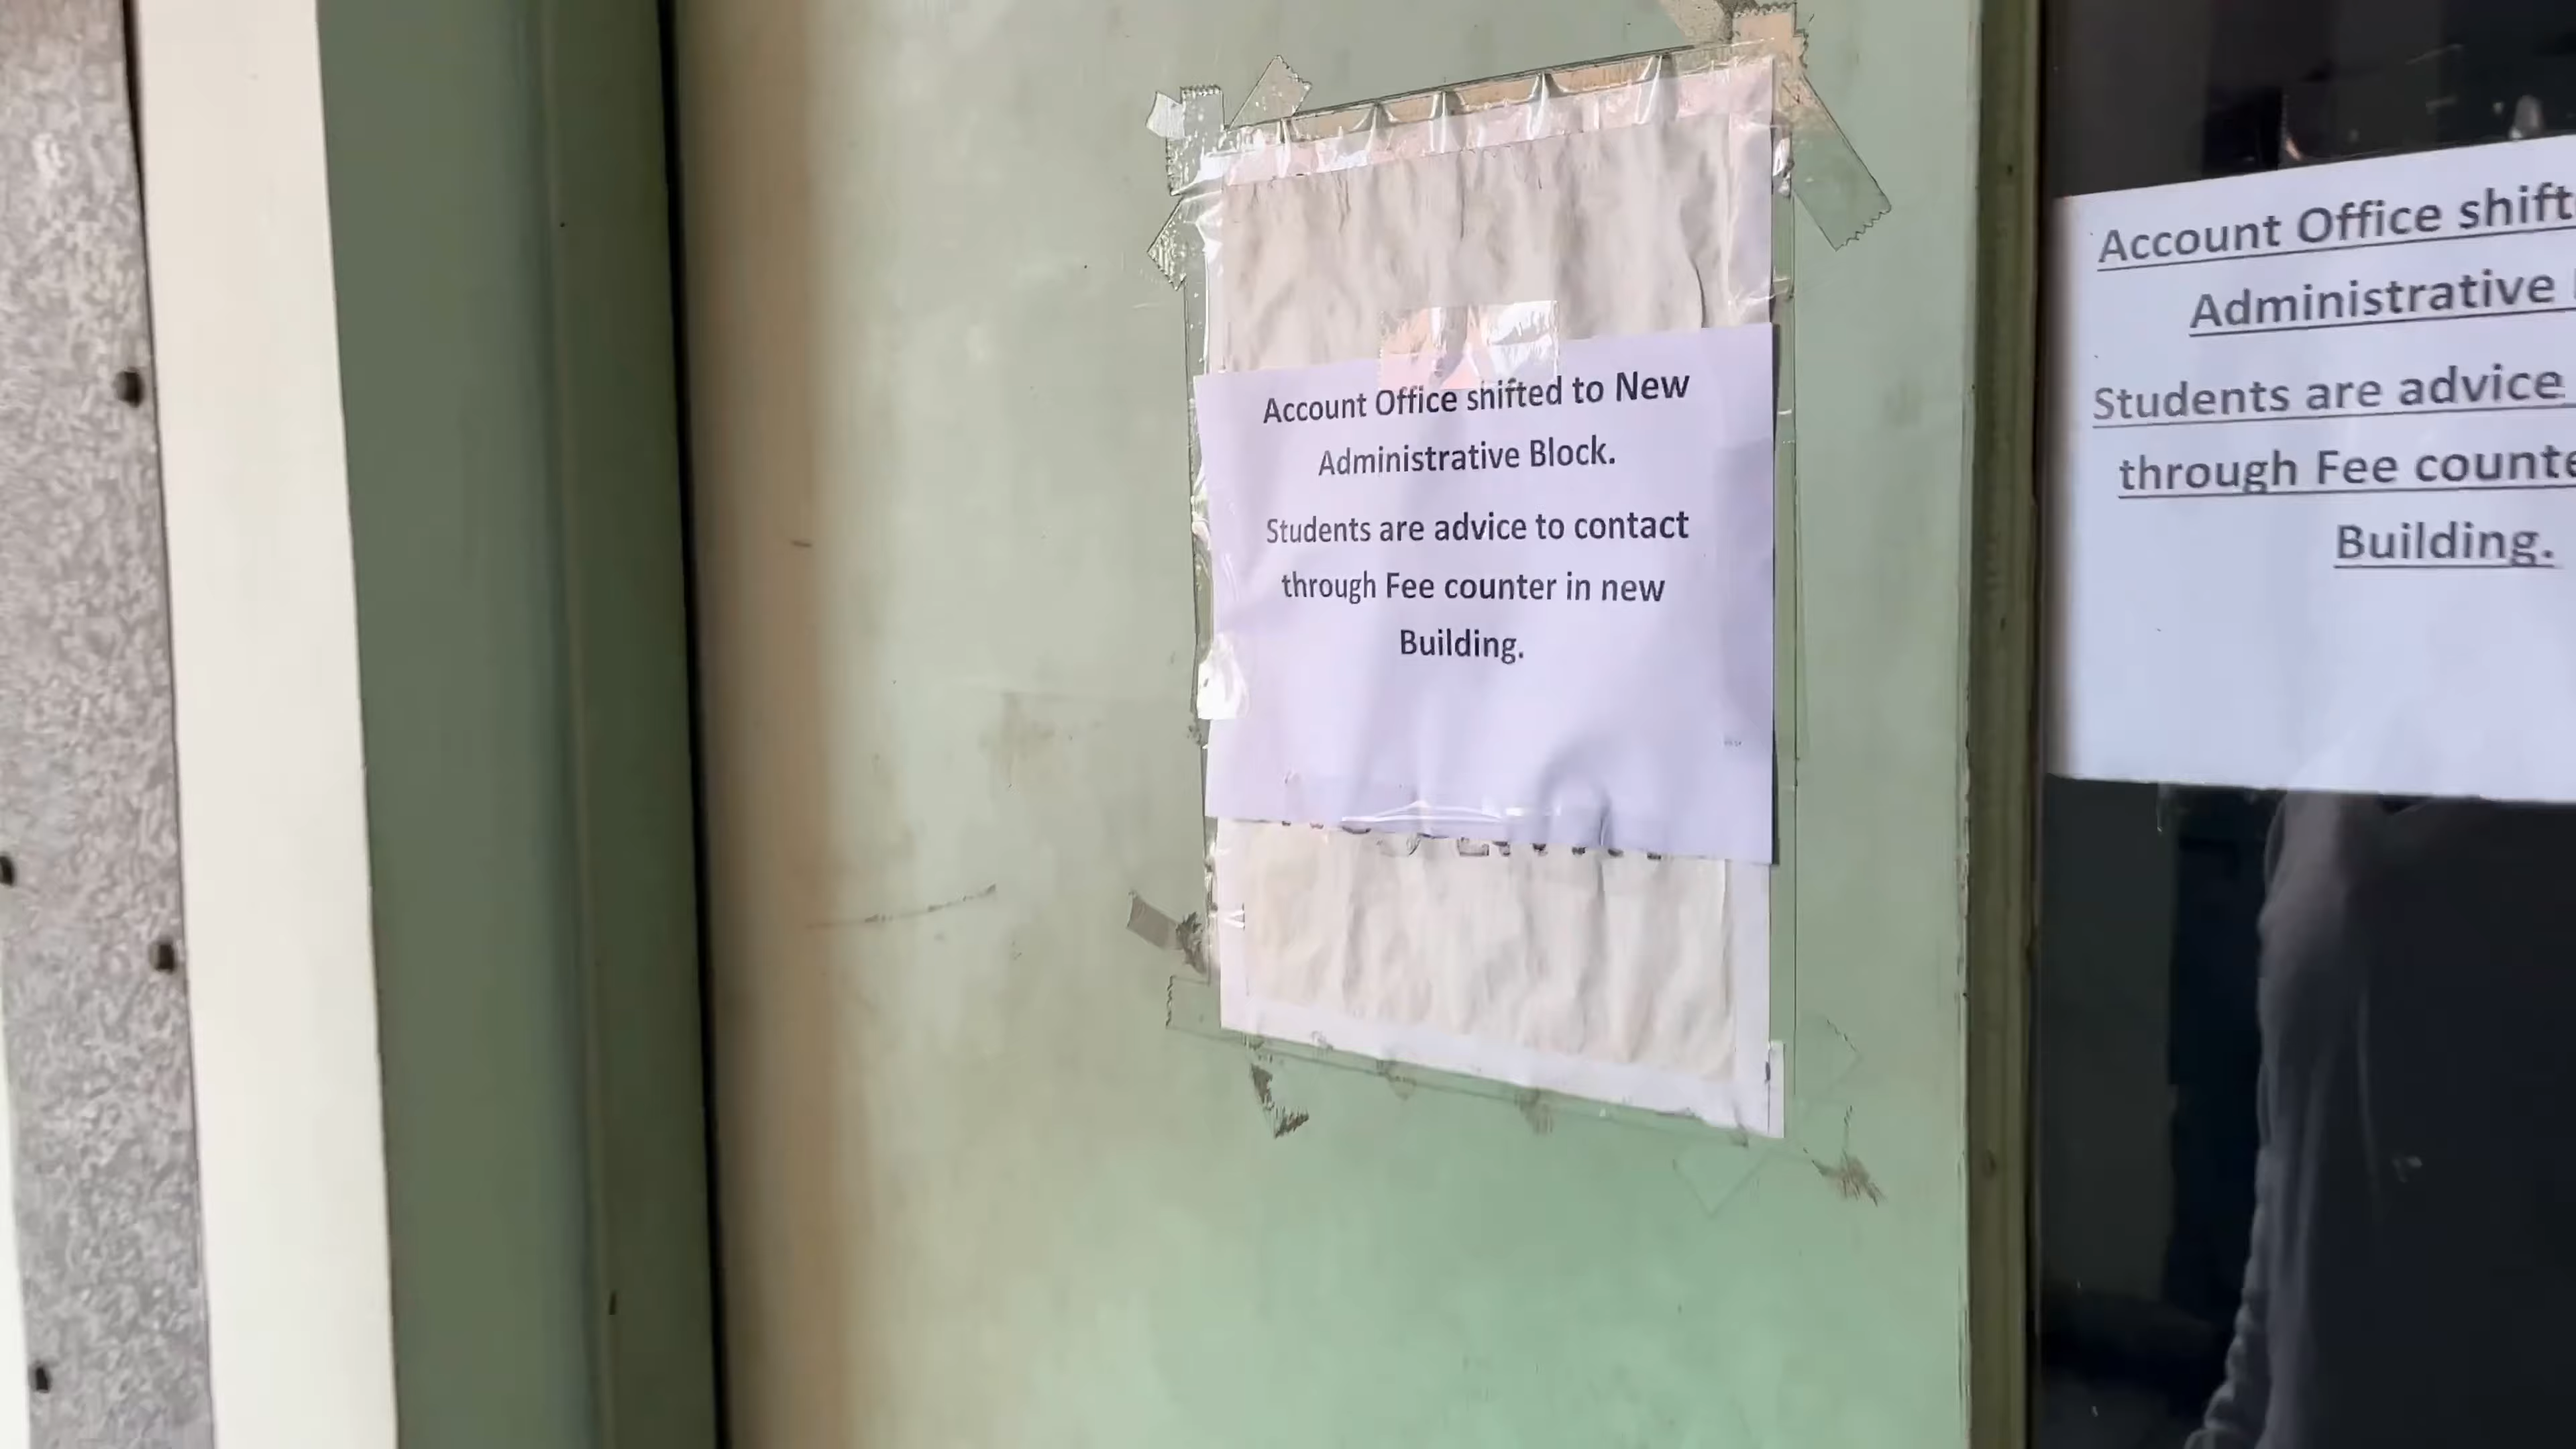 Account Office shifted to New
Administrative Block.
Students are advice to contact
through Fee counter in new
Building.
Account Office shift
Administrative
Students are advice
through Fee counte
Building.